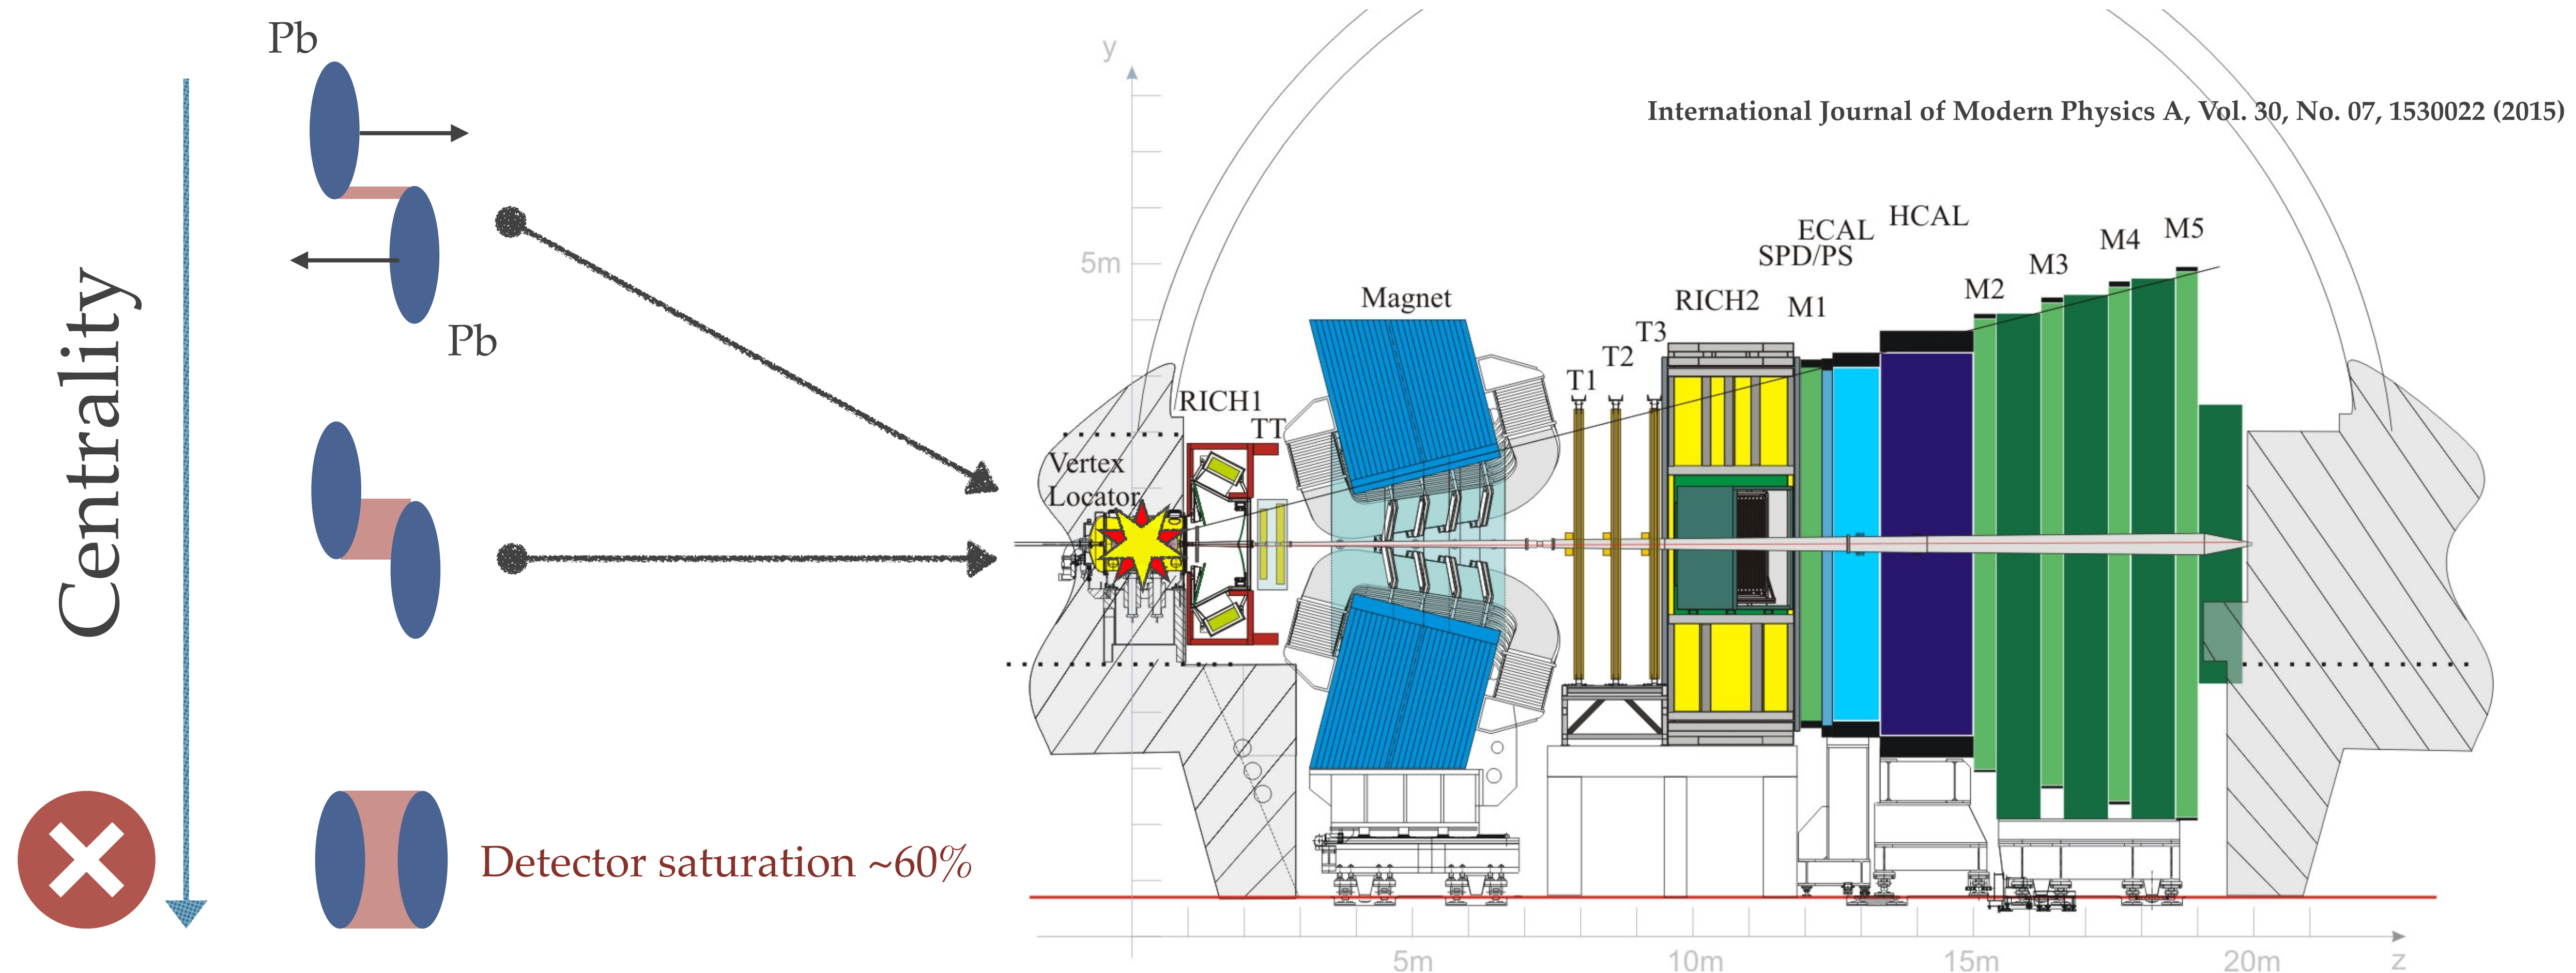 Pb
Pb
Centrality
Detector saturation ~60%
International Journal of Modern Physics A, Vol. 30, No. 07, 1530022 (2015)
y
5m
Vertex
Locator
RICH1
TT
Magnet
T1
T2
T3
RICH2
M1
SPD/PS
ECAL
HCAL
M2
M3
M4
M5
5m
10m
15m
20m
z